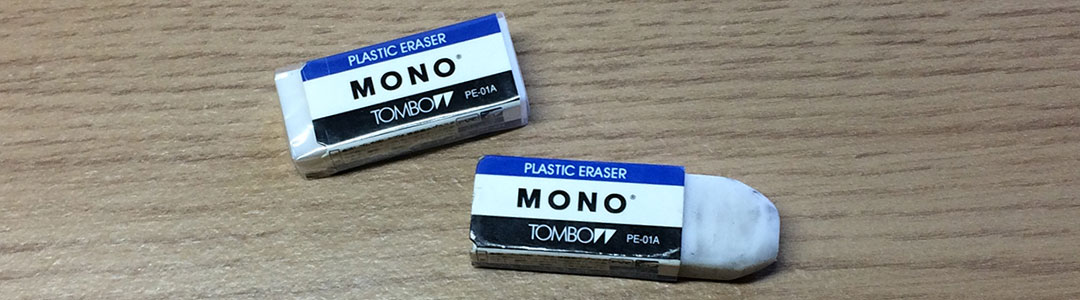 PLASTIC ERASER
MONO®
TOMBOW PE-01A
PLASTIC ERASER
MONO®
TOMBOW PE-01A